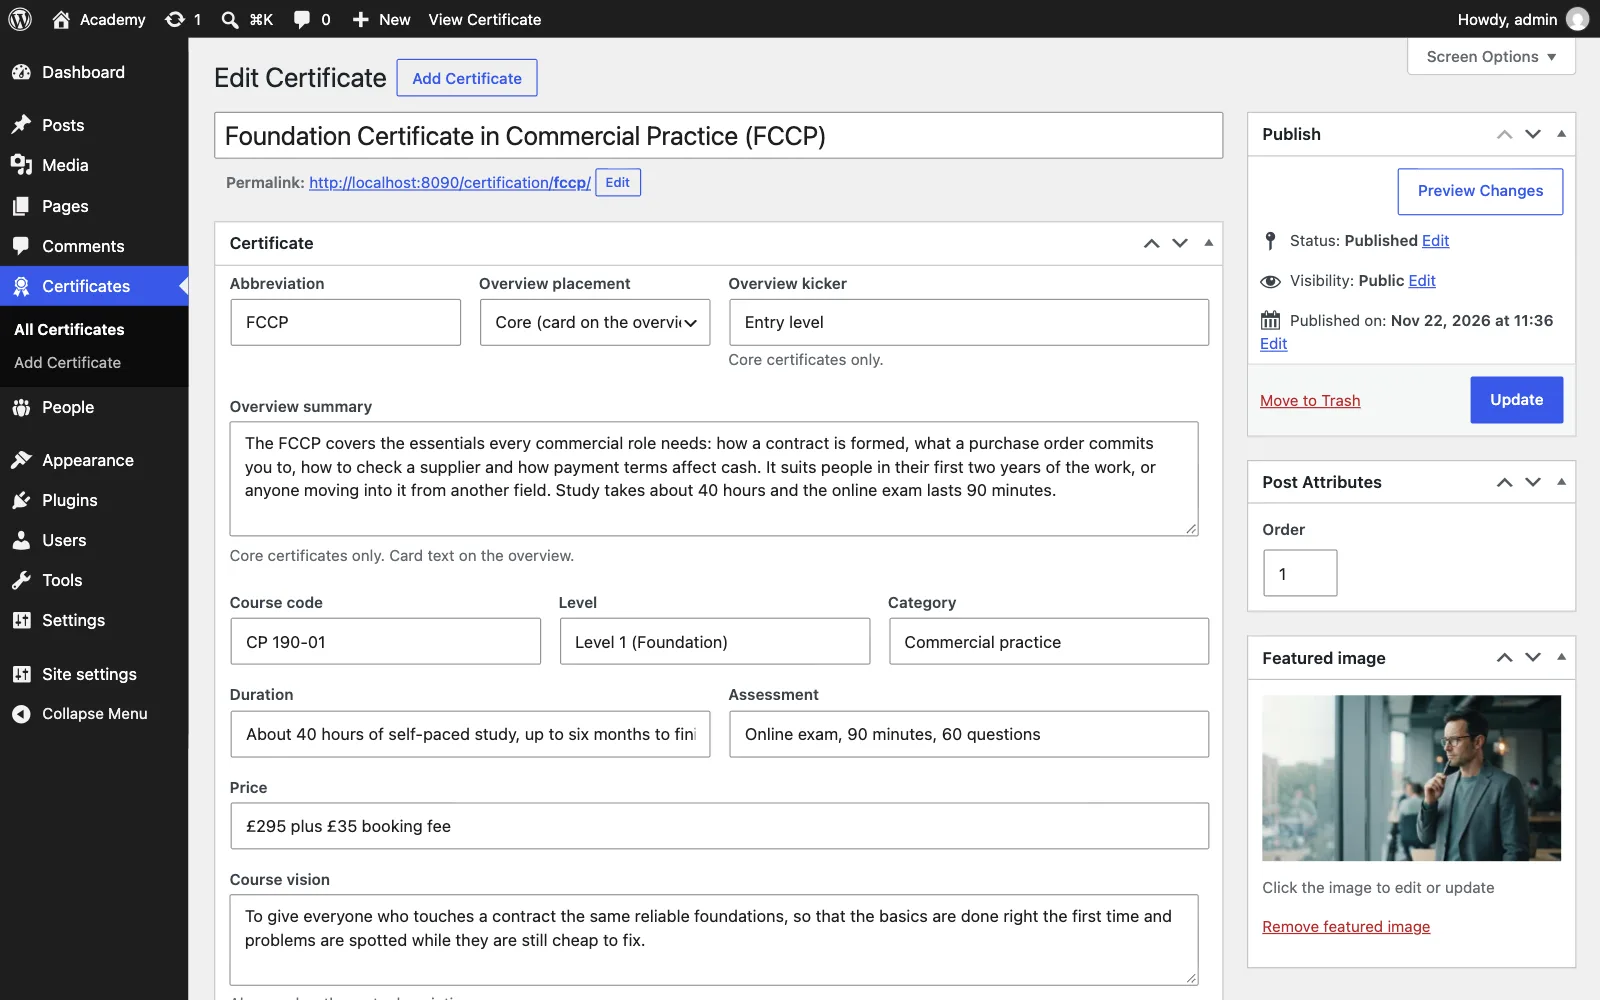 Academy
1
⌘K
0
New
View Certificate
Howdy, admin
Dashboard
Posts
Media
Pages
Comments
Certificates
All Certificates
Add Certificate
People
Appearance
Plugins
Users
Tools
Settings
Site settings
Collapse Menu
Screen Options
Edit Certificate
Add Certificate
Foundation Certificate in Commercial Practice (FCCP)
Permalink: http://localhost:8090/certification/fccp/ Edit
Certificate
Abbreviation
FCCP
Overview placement
Core (card on the overvi
Overview kicker
Entry level
Core certificates only.
Overview summary
The FCCP covers the essentials every commercial role needs: how a contract is formed, what a purchase order commits
you to, how to check a supplier and how payment terms affect cash. It suits people in their first two years of the work, or
anyone moving into it from another field. Study takes about 40 hours and the online exam lasts 90 minutes.
Core certificates only. Card text on the overview.
Course code
CP 190-01
Level
Level 1 (Foundation)
Category
Commercial practice
Duration
About 40 hours of self-paced study, up to six months to fini
Assessment
Online exam, 90 minutes, 60 questions
Price
£295 plus £35 booking fee
Course vision
To give everyone who touches a contract the same reliable foundations, so that the basics are done right the first time and
problems are spotted while they are still cheap to fix.
Publish
Preview Changes
Status: Published Edit
Visibility: Public Edit
Published on: Nov 22, 2026 at 11:36
Edit
Move to Trash
Update
Post Attributes
Order
1
Featured image
Click the image to edit or update
Remove featured image